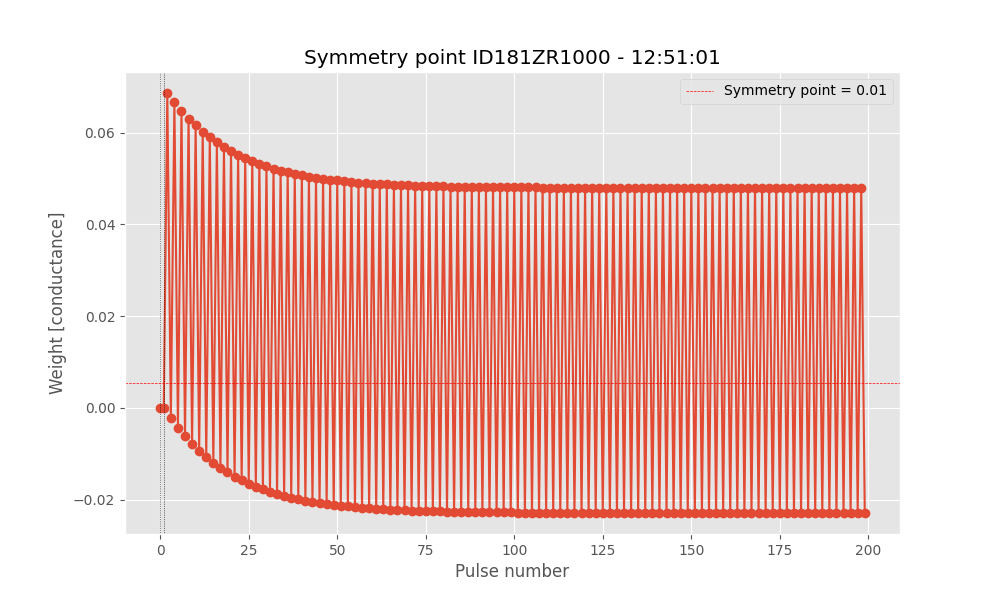 Symmetry point ID181ZR1000 - 12:51:01
Symmetry point = 0.01
0.06
0.04
0.02
0.00
−0.02
Weight [conductance]
0 25 50 75 100 125 150 175 200
Pulse number